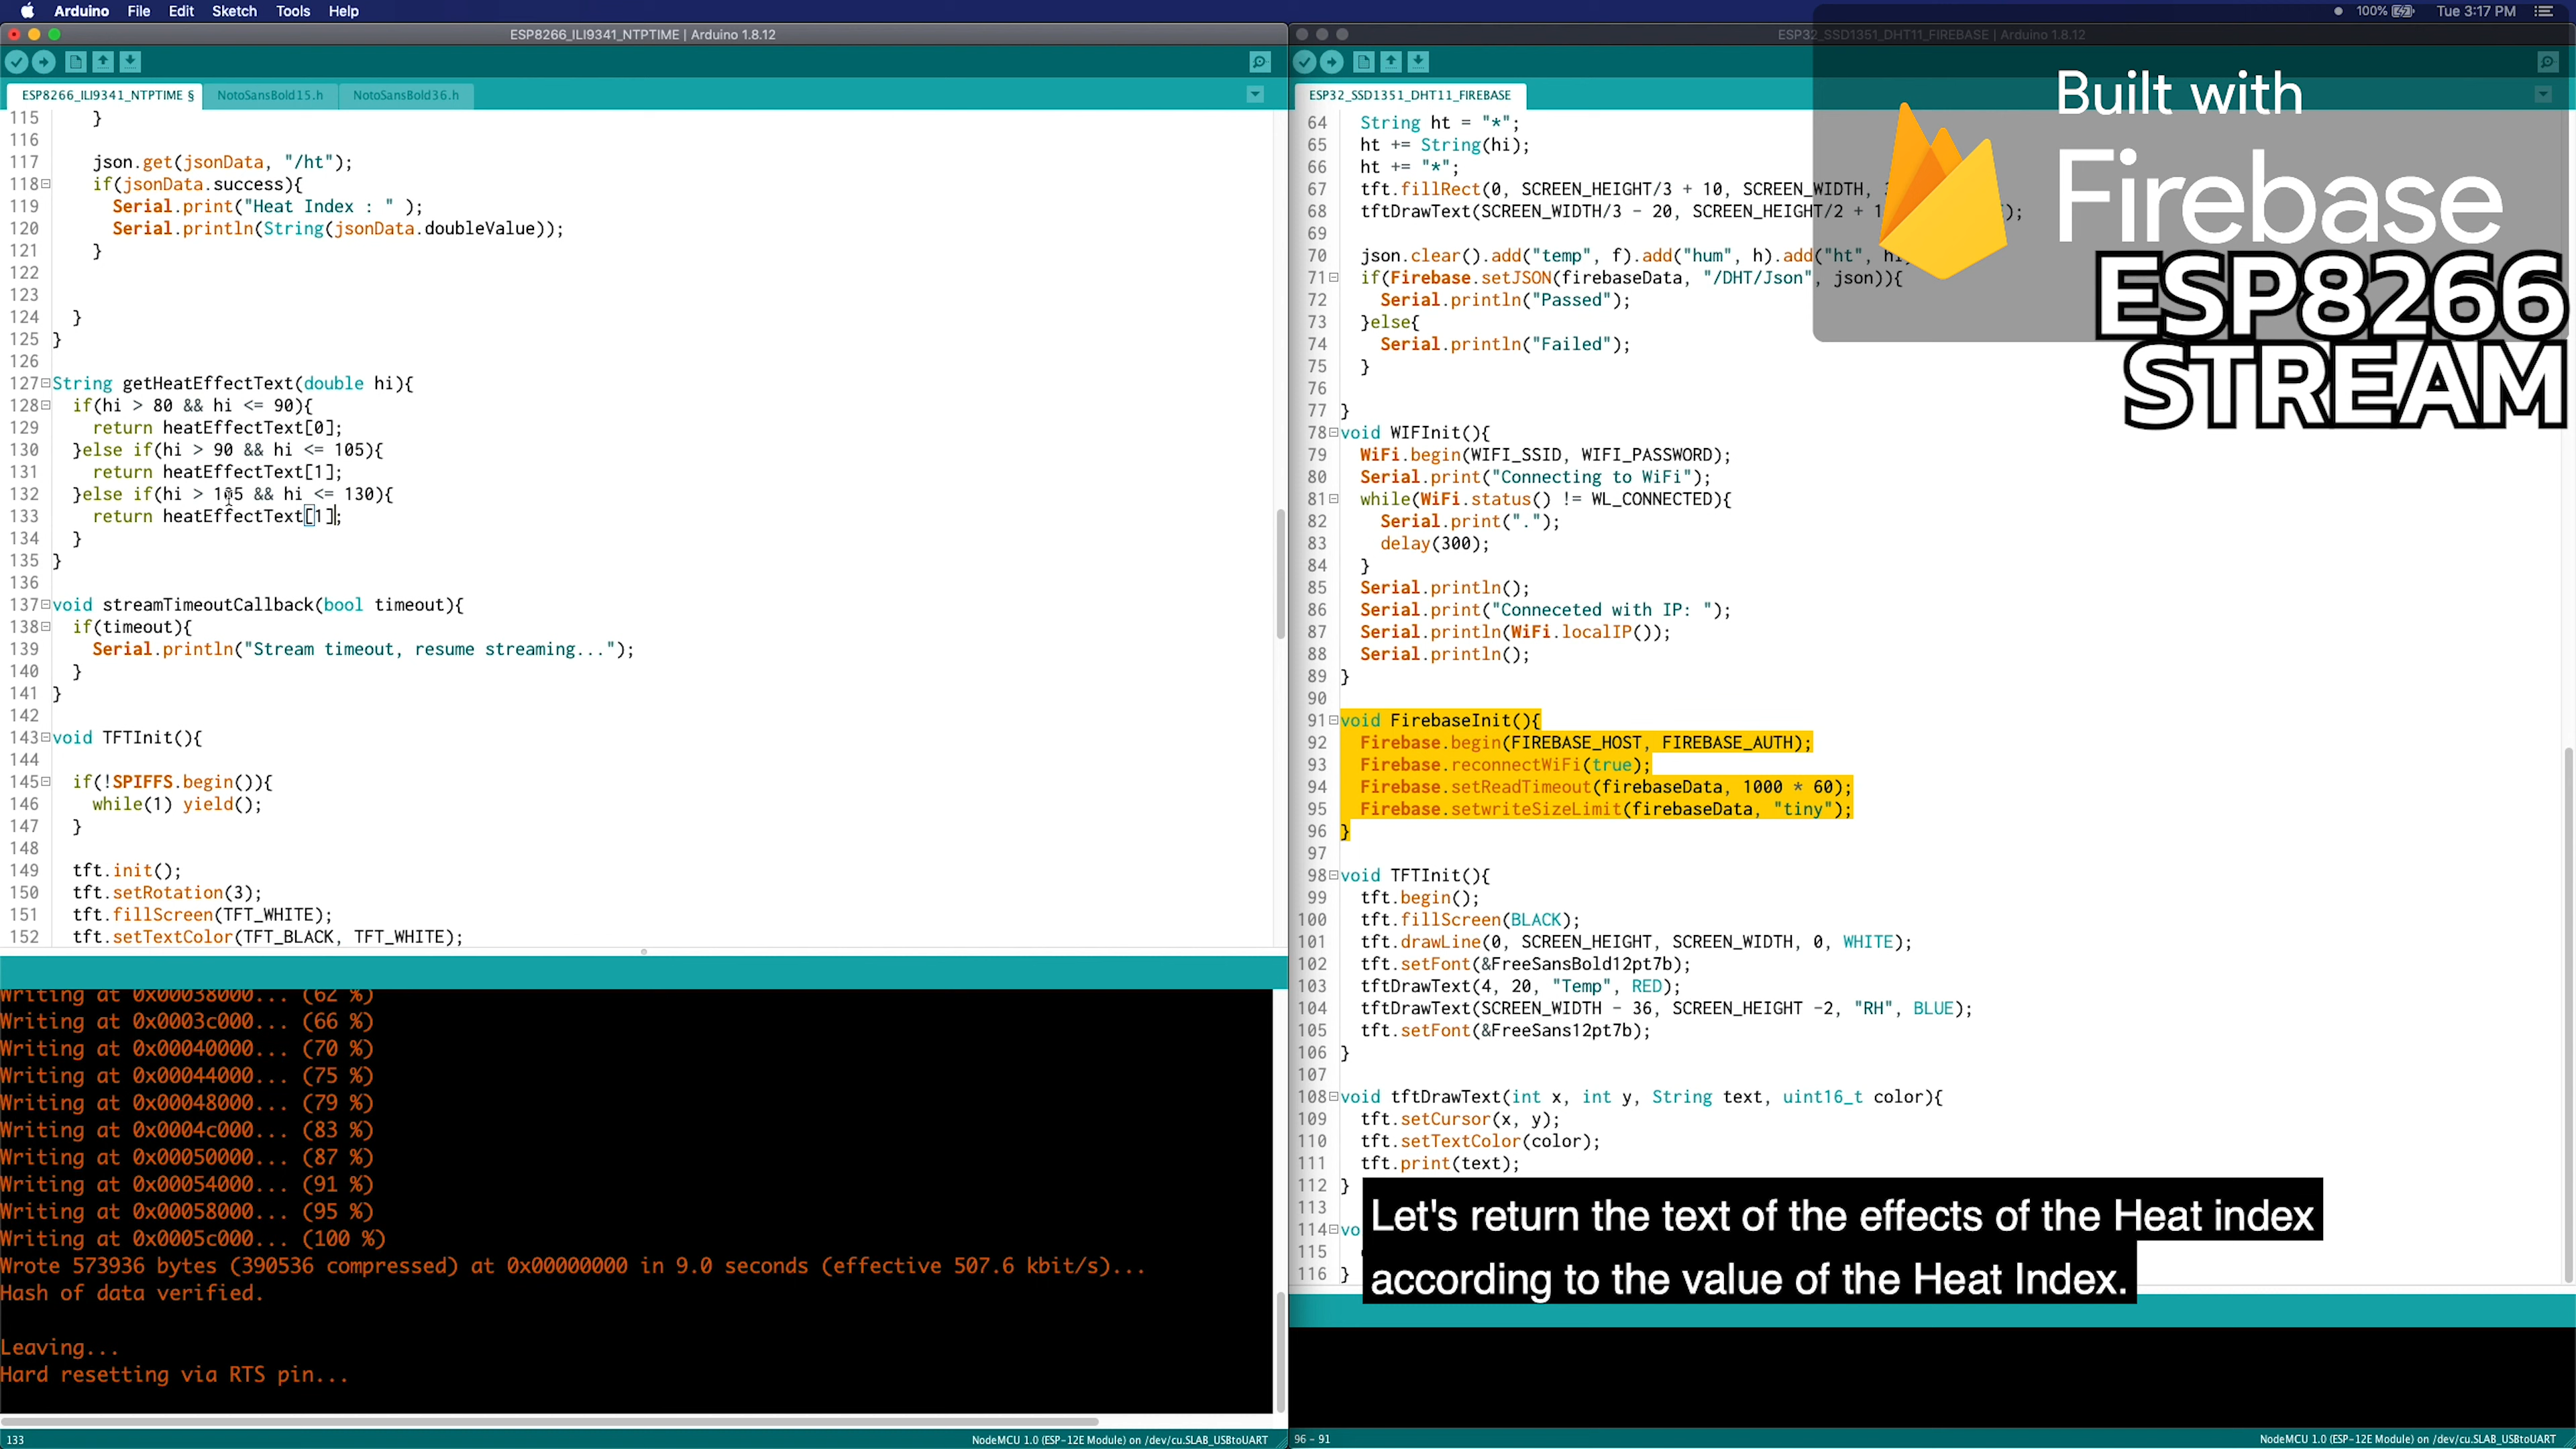 Arduino File Edit Sketch Tools Help
100% Tue 3:17 PM
ESP8266_ILI9341_NTPTIME | Arduino 1.8.12
ESP8266_ILI9341_NTPTIME § NotoSansBold15.h NotoSansBold36.h
115 }
116
117 json.get(jsonData, "/ht");
118 if(jsonData.success){
119 Serial.print("Heat Index : " );
120 Serial.println(String(jsonData.doubleValue));
121 }
122
123
124 }
125 }
126
127 String getHeatEffectText(double hi){
128 if(hi > 80 && hi <= 90){
129 return heatEffectText[0];
130 }else if(hi > 90 && hi <= 105){
131 return heatEffectText[1];
132 }else if(hi > 105 && hi <= 130){
133 return heatEffectText[1];
134 }
135 }
136
137 void streamTimeoutCallback(bool timeout){
138 if(timeout){
139 Serial.println("Stream timeout, resume streaming...");
140 }
141 }
142
143 void TFTInit(){
144
145 if(!SPIFFS.begin()){
146 while(1) yield();
147 }
148
149 tft.init();
150 tft.setRotation(3);
151 tft.fillScreen(TFT_WHITE);
152 tft.setTextColor(TFT_BLACK, TFT_WHITE);
Writing at 0x00038000... (62 %)
Writing at 0x0003c000... (66 %)
Writing at 0x00040000... (70 %)
Writing at 0x00044000... (75 %)
Writing at 0x00048000... (79 %)
Writing at 0x0004c000... (83 %)
Writing at 0x00050000... (87 %)
Writing at 0x00054000... (91 %)
Writing at 0x00058000... (95 %)
Writing at 0x0005c000... (100 %)
Wrote 573936 bytes (390536 compressed) at 0x00000000 in 9.0 seconds (effective 507.6 kbit/s)...
Hash of data verified.
Leaving...
Hard resetting via RTS pin...
133 NodeMCU 1.0 (ESP-12E Module) on /dev/cu.SLAB_USBtoUART
ESP32_SSD1351_DHT11_FIREBASE | Arduino 1.8.12
ESP32_SSD1351_DHT11_FIREBASE
64 String ht = "*";
65 ht += String(hi);
66 ht += "*";
67 tft.fillRect(0, SCREEN_HEIGHT/3 + 10, SCREEN_WIDTH,
68 tftDrawText(SCREEN_WIDTH/3 - 20, SCREEN_HEIGHT/2 + 1 );
69
70 json.clear().add("temp", f).add("hum", h).add("ht", hi
71 if(Firebase.setJSON(firebaseData, "/DHT/Json", json)){
72 Serial.println("Passed");
73 }else{
74 Serial.println("Failed");
75 }
76
77 }
78 void WIFInit(){
79 WiFi.begin(WIFI_SSID, WIFI_PASSWORD);
80 Serial.print("Connecting to WiFi");
81 while(WiFi.status() != WL_CONNECTED){
82 Serial.print(".");
83 delay(300);
84 }
85 Serial.println();
86 Serial.print("Conneceted with IP: ");
87 Serial.println(WiFi.localIP());
88 Serial.println();
89 }
90
91 void FirebaseInit(){
92 Firebase.begin(FIREBASE_HOST, FIREBASE_AUTH);
93 Firebase.reconnectWiFi(true);
94 Firebase.setReadTimeout(firebaseData, 1000 * 60);
95 Firebase.setwriteSizeLimit(firebaseData, "tiny");
96 }
97
98 void TFTInit(){
99 tft.begin();
100 tft.fillScreen(BLACK);
101 tft.drawLine(0, SCREEN_HEIGHT, SCREEN_WIDTH, 0, WHITE);
102 tft.setFont(&FreeSansBold12pt7b);
103 tftDrawText(4, 20, "Temp", RED);
104 tftDrawText(SCREEN_WIDTH - 36, SCREEN_HEIGHT -2, "RH", BLUE);
105 tft.setFont(&FreeSans12pt7b);
106 }
107
108 void tftDrawText(int x, int y, String text, uint16_t color){
109 tft.setCursor(x, y);
110 tft.setTextColor(color);
111 tft.print(text);
112 }
113
114 vo
115
116 }
96 - 91 NodeMCU 1.0 (ESP-12E Module) on /dev/cu.SLAB_USBtoUART
Built with
Firebase
ESP8266
STREAM
Let's return the text of the effects of the Heat index
according to the value of the Heat Index.